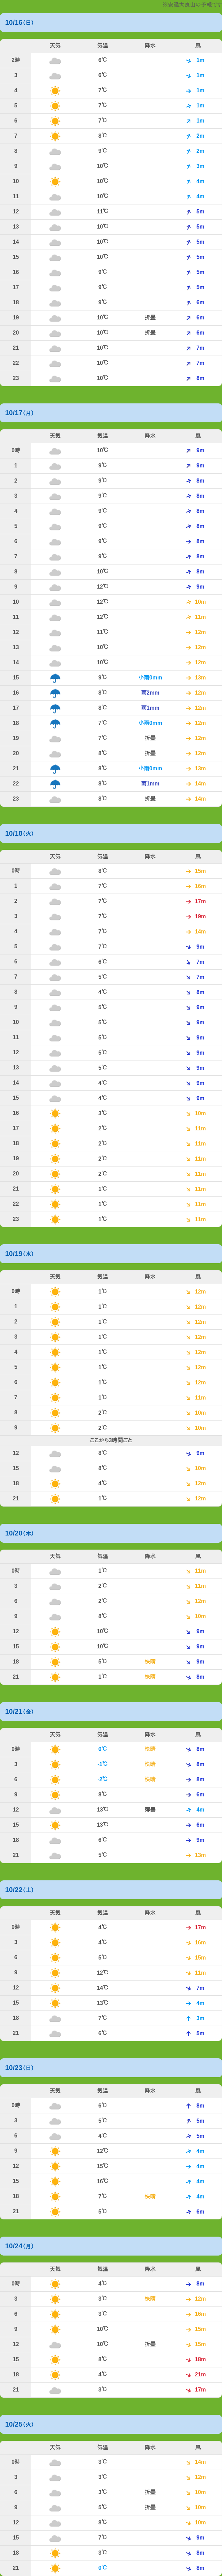 ※安達太良山の予報です
10/16(日)
天気 気温 降水 風
2時 6℃ 1m
3 6℃ 1m
4 7℃ 1m
5 7℃ 1m
6 7℃ 1m
7 8℃ 2m
8 9℃ 2m
9 10℃ 3m
10 10℃ 4m
11 10℃ 4m
12 11℃ 5m
13 10℃ 5m
14 10℃ 5m
15 10℃ 5m
16 9℃ 5m
17 9℃ 5m
18 9℃ 6m
19 10℃ 折曇 6m
20 10℃ 折曇 6m
21 10℃ 7m
22 10℃ 7m
23 10℃ 8m
10/17(月)
天気 気温 降水 風
0時 10℃ 9m
1 9℃ 9m
2 9℃ 8m
3 9℃ 8m
4 9℃ 8m
5 9℃ 8m
6 9℃ 8m
7 9℃ 8m
8 10℃ 8m
9 12℃ 9m
10 12℃ 10m
11 12℃ 11m
12 11℃ 12m
13 10℃ 12m
14 10℃ 12m
15 9℃ 小雨0mm 13m
16 8℃ 雨2mm 12m
17 8℃ 雨1mm 12m
18 7℃ 小雨0mm 12m
19 7℃ 折曇 12m
20 8℃ 折曇 12m
21 8℃ 小雨0mm 13m
22 8℃ 雨1mm 14m
23 8℃ 折曇 14m
10/18(火)
天気 気温 降水 風
0時 8℃ 15m
1 7℃ 16m
2 7℃ 17m
3 7℃ 19m
4 7℃ 14m
5 7℃ 9m
6 6℃ 7m
7 5℃ 7m
8 4℃ 8m
9 5℃ 9m
10 5℃ 9m
11 5℃ 9m
12 5℃ 9m
13 5℃ 9m
14 4℃ 9m
15 4℃ 9m
16 3℃ 10m
17 2℃ 11m
18 2℃ 11m
19 2℃ 11m
20 2℃ 11m
21 1℃ 11m
22 1℃ 11m
23 1℃ 11m
10/19(水)
天気 気温 降水 風
0時 1℃ 12m
1 1℃ 12m
2 1℃ 12m
3 1℃ 12m
4 1℃ 12m
5 1℃ 12m
6 1℃ 12m
7 1℃ 11m
8 2℃ 10m
9 2℃ 10m
ここから3時間ごと
12 8℃ 9m
15 8℃ 10m
18 4℃ 12m
21 1℃ 12m
10/20(木)
天気 気温 降水 風
0時 1℃ 11m
3 2℃ 11m
6 2℃ 12m
9 8℃ 10m
12 10℃ 9m
15 10℃ 9m
18 5℃ 快晴 9m
21 1℃ 快晴 8m
10/21(金)
天気 気温 降水 風
0時 0℃ 快晴 8m
3 -1℃ 快晴 8m
6 -2℃ 快晴 8m
9 8℃ 6m
12 13℃ 薄曇 4m
15 13℃ 6m
18 6℃ 9m
21 5℃ 13m
10/22(土)
天気 気温 降水 風
0時 4℃ 17m
3 4℃ 16m
6 5℃ 15m
9 12℃ 11m
12 14℃ 7m
15 13℃ 4m
18 7℃ 3m
21 6℃ 5m
10/23(日)
天気 気温 降水 風
0時 6℃ 8m
3 5℃ 5m
6 4℃ 5m
9 12℃ 4m
12 15℃ 4m
15 16℃ 4m
18 7℃ 快晴 4m
21 5℃ 6m
10/24(月)
天気 気温 降水 風
0時 4℃ 8m
3 3℃ 快晴 12m
6 3℃ 16m
9 10℃ 15m
12 10℃ 折曇 15m
15 8℃ 18m
18 4℃ 21m
21 3℃ 17m
10/25(火)
天気 気温 降水 風
0時 3℃ 14m
3 3℃ 12m
6 3℃ 折曇 10m
9 5℃ 折曇 10m
12 8℃ 10m
15 7℃ 9m
18 3℃ 8m
21 0℃ 8m